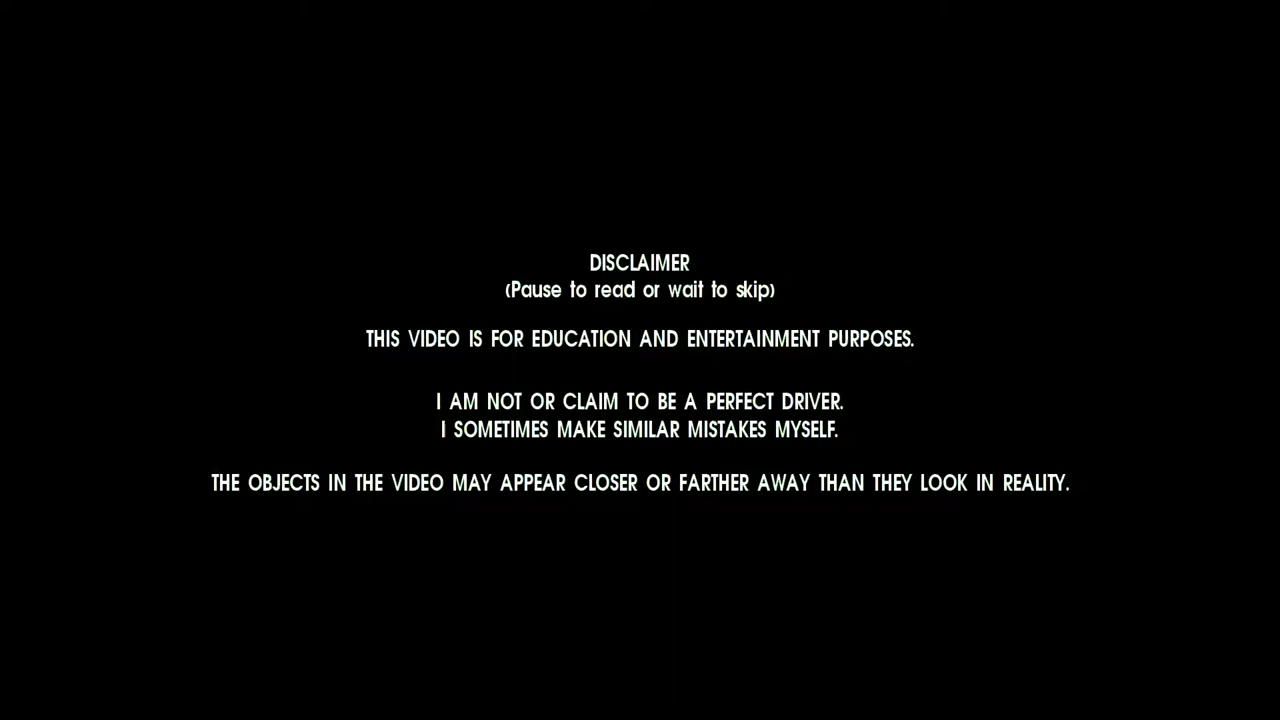 DISCLAIMER
(Pause to read or wait to skip)
THIS VIDEO IS FOR EDUCATION AND ENTERTAINMENT PURPOSES.
I AM NOT OR CLAIM TO BE A PERFECT DRIVER.
I SOMETIMES MAKE SIMILAR MISTAKES MYSELF.
THE OBJECTS IN THE VIDEO MAY APPEAR CLOSER OR FARTHER AWAY THAN THEY LOOK IN REALITY.